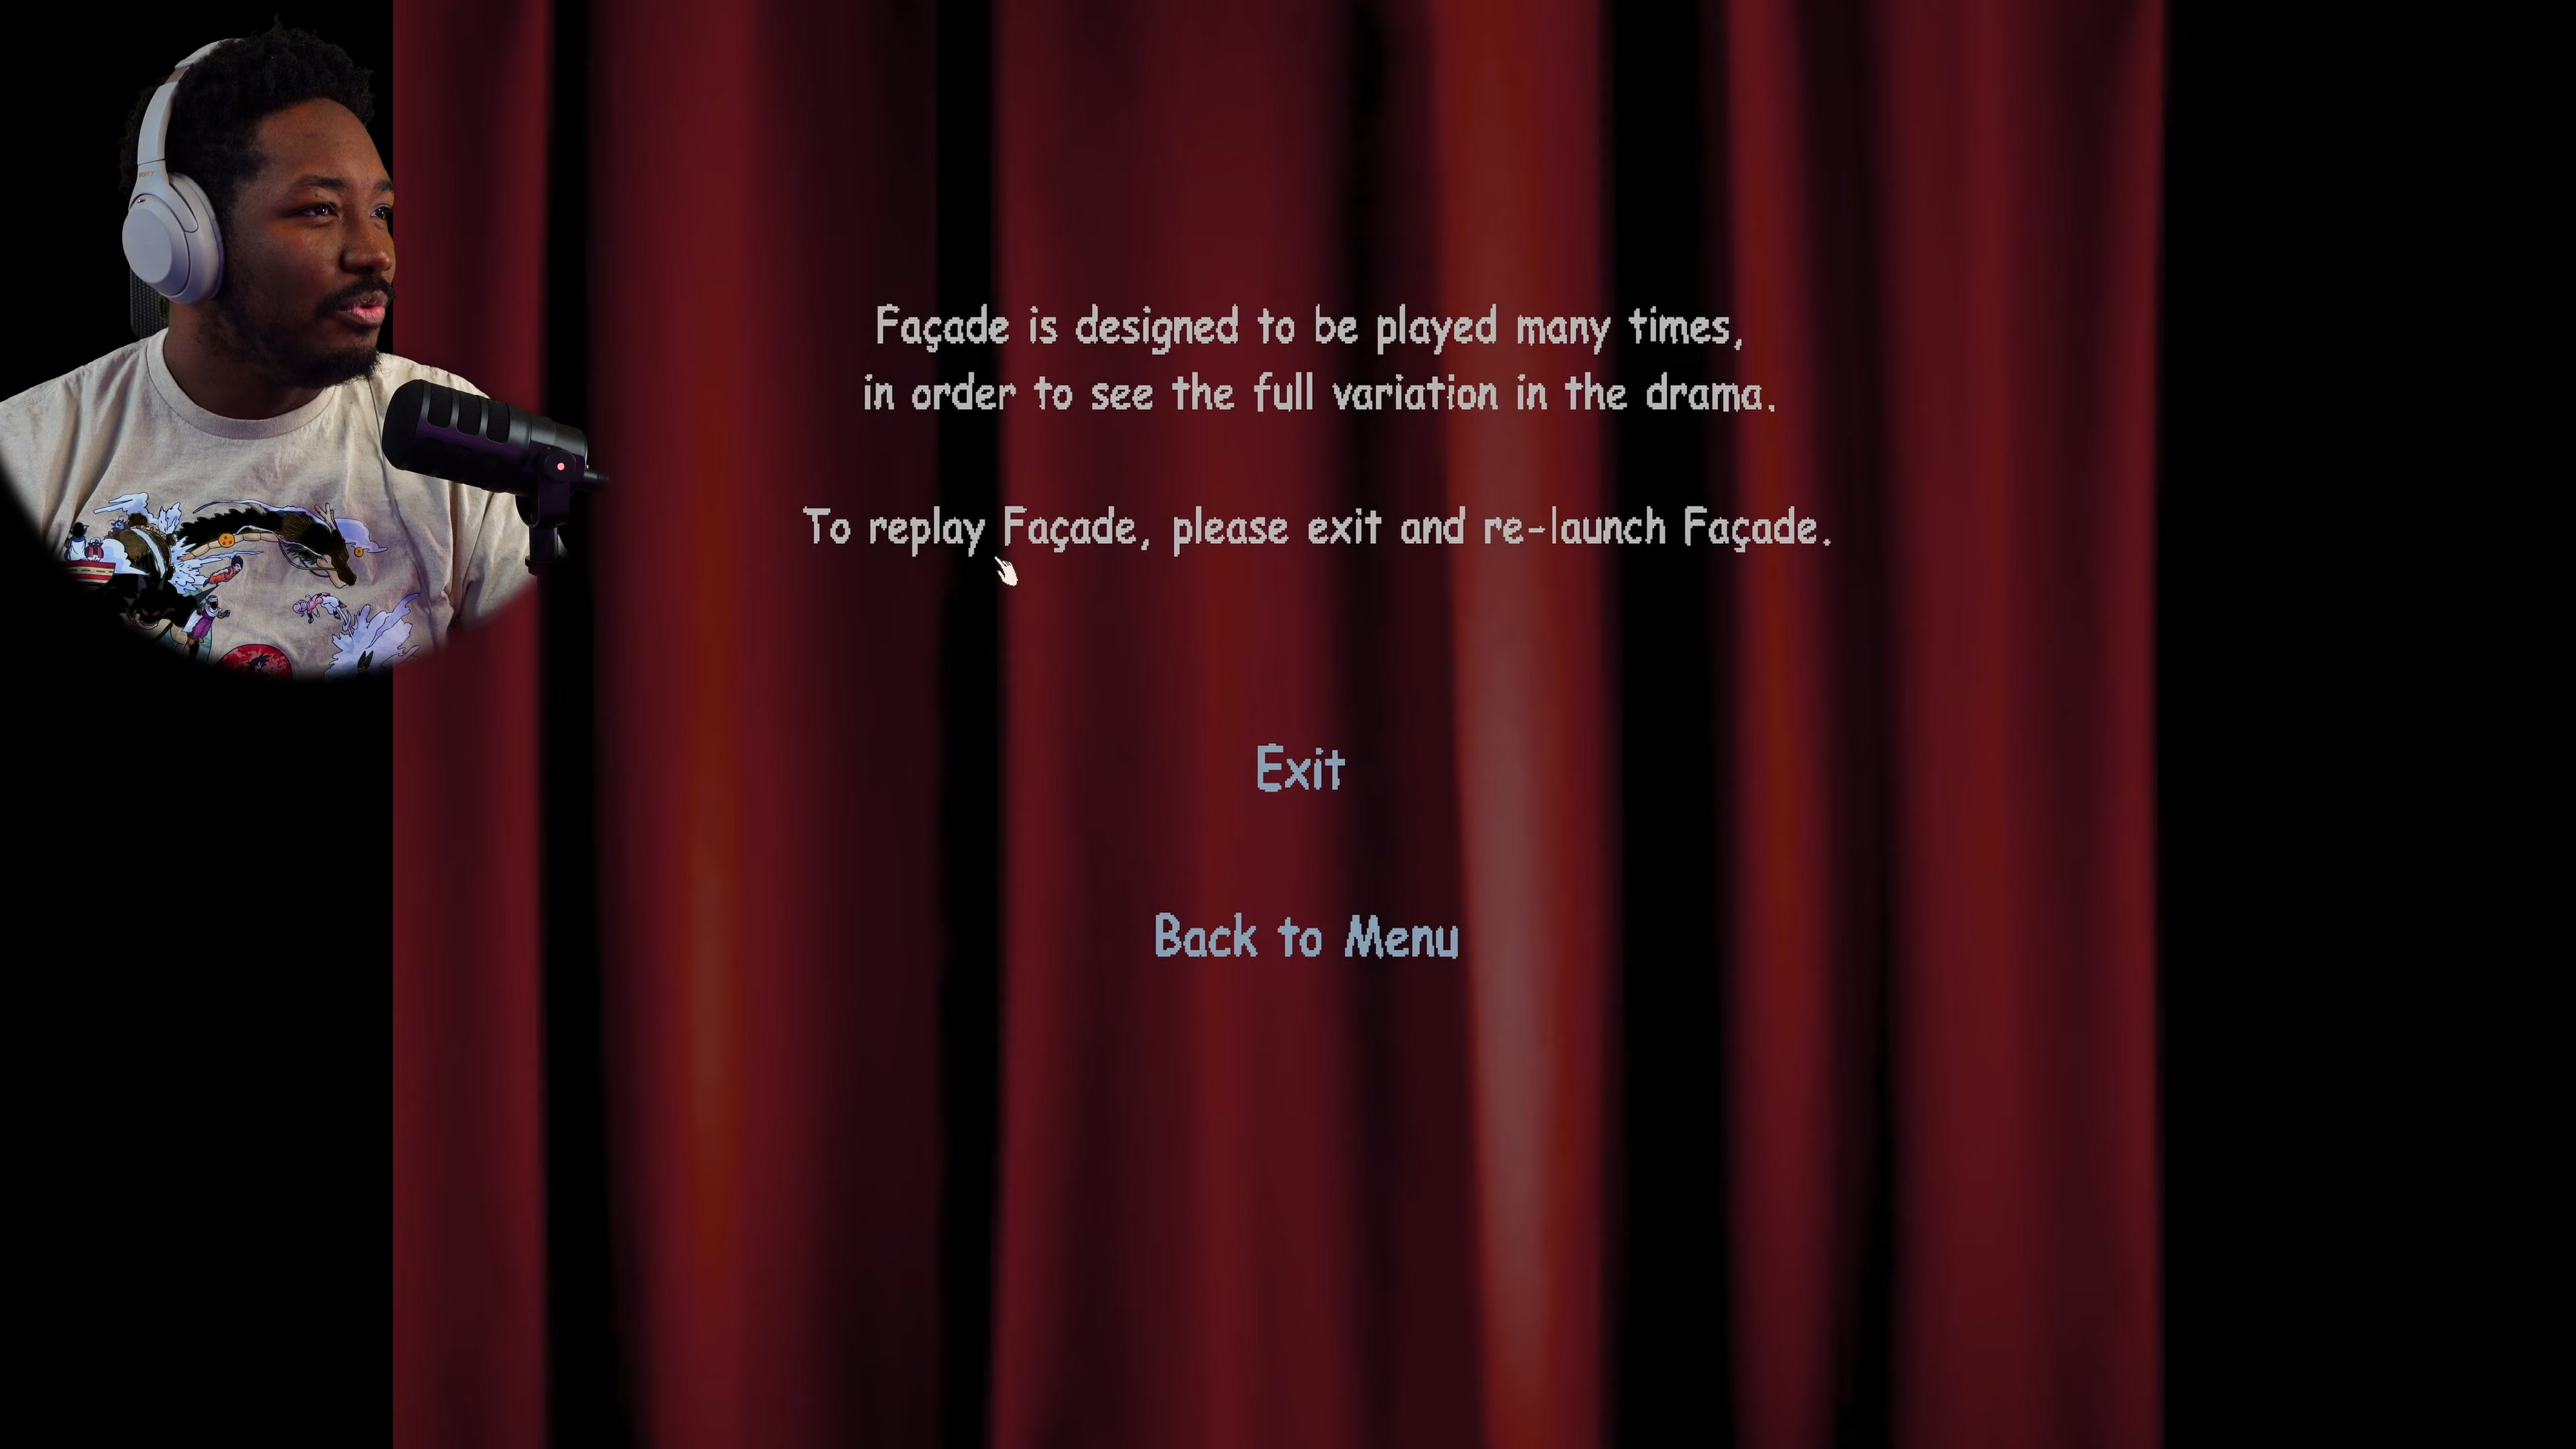 Façade is designed to be played many times,
in order to see the full variation in the drama.
To replay Façade, please exit and re-launch Façade.
Exit
Back to Menu